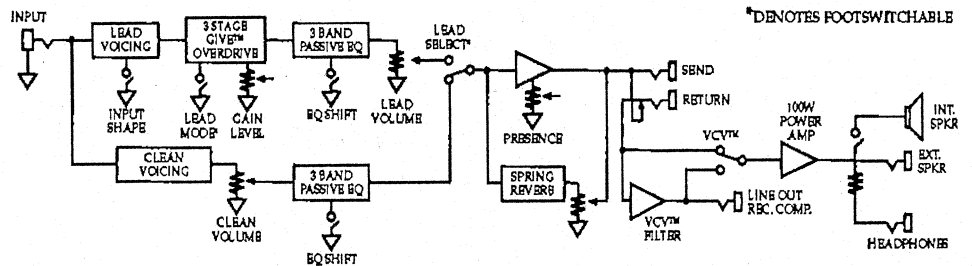 INPUT
LEAD
VOICING
3 STAGE
GIVE™
OVERDRIVE
3 BAND
PASSIVE EQ
LEAD
SELECT*
*DENOTES FOOTSWITCHABLE
INPUT
SHAPE
LEAD
MODE*
GAIN
LEVEL
EQ SHIFT
LEAD
VOLUME
PRESENCE
SEND
RETURN
100W
POWER
AMP
INT.
SPKR
VCV™
EXT.
SPKR
CLEAN
VOICING
CLEAN
VOLUME
3 BAND
PASSIVE EQ
EQ SHIFT
SPRING
REVERB
VCV™
FILTER
LINE OUT
REC. COMP.
HEADPHONES